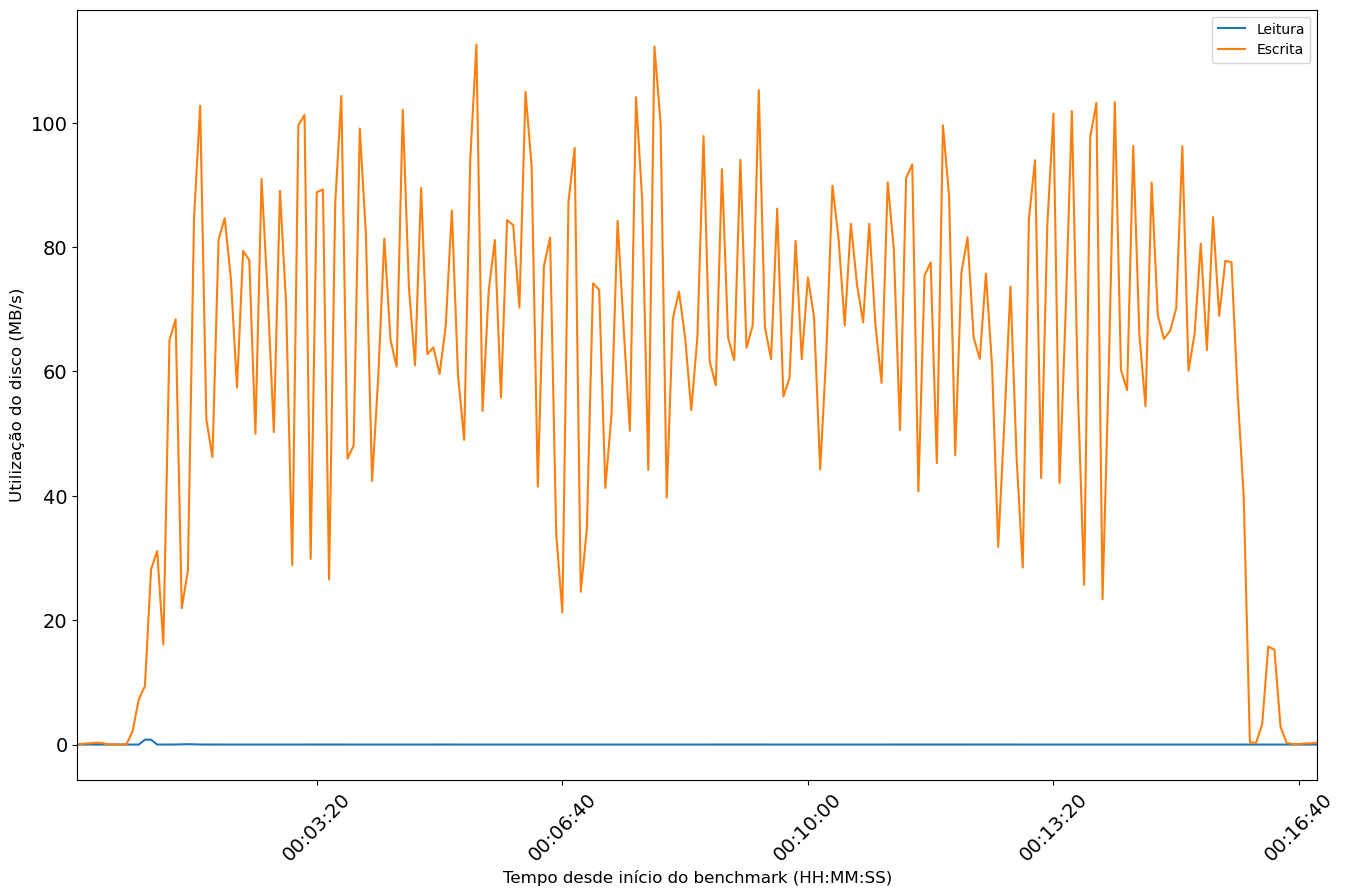 Leitura
Escrita
Utilização do disco (MB/s)
100
80
60
40
20
0
00:03:20
00:06:40
00:10:00
00:13:20
00:16:40
Tempo desde início do benchmark (HH:MM:SS)